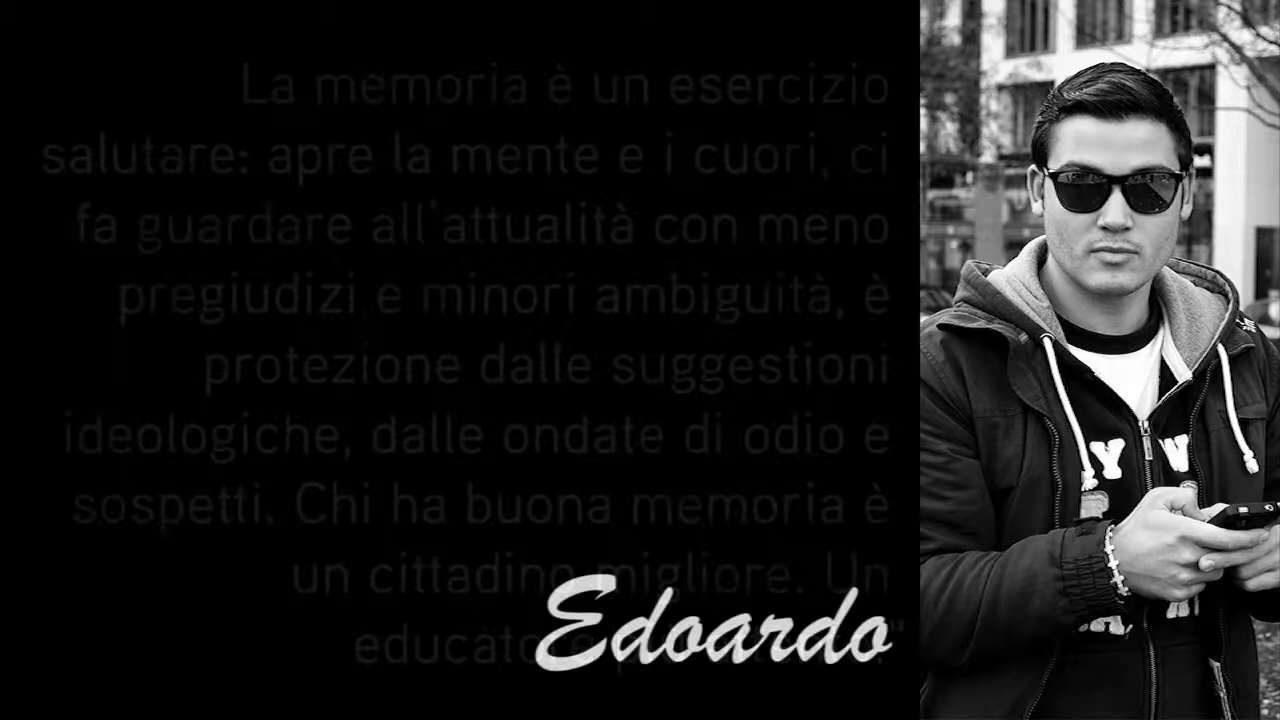 La memoria è un esercizio
salutare: apre la mente e i cuori, ci
fa guardare all'attualità con meno
pregiudizi e minori ambiguità, è
protezione dalle suggestioni
ideologiche, dalle ondate di odio e
sospetti. Chi ha buona memoria è
un cittadino migliore. Un
Edoardo
Y W